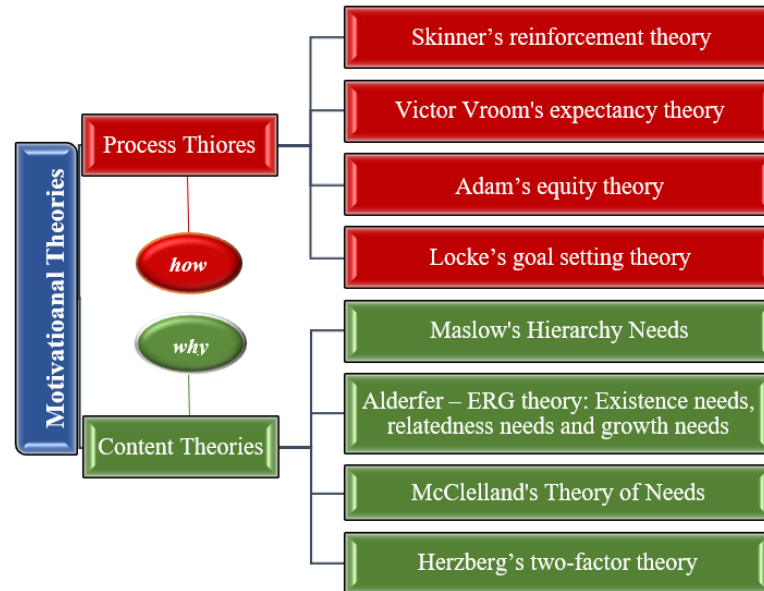 Motivatioanal Theories
Process Thiores
how
why
Content Theories
Skinner’s reinforcement theory
Victor Vroom's expectancy theory
Adam’s equity theory
Locke’s goal setting theory
Maslow's Hierarchy Needs
Alderfer – ERG theory: Existence needs,
relatedness needs and growth needs
McClelland's Theory of Needs
Herzberg’s two-factor theory